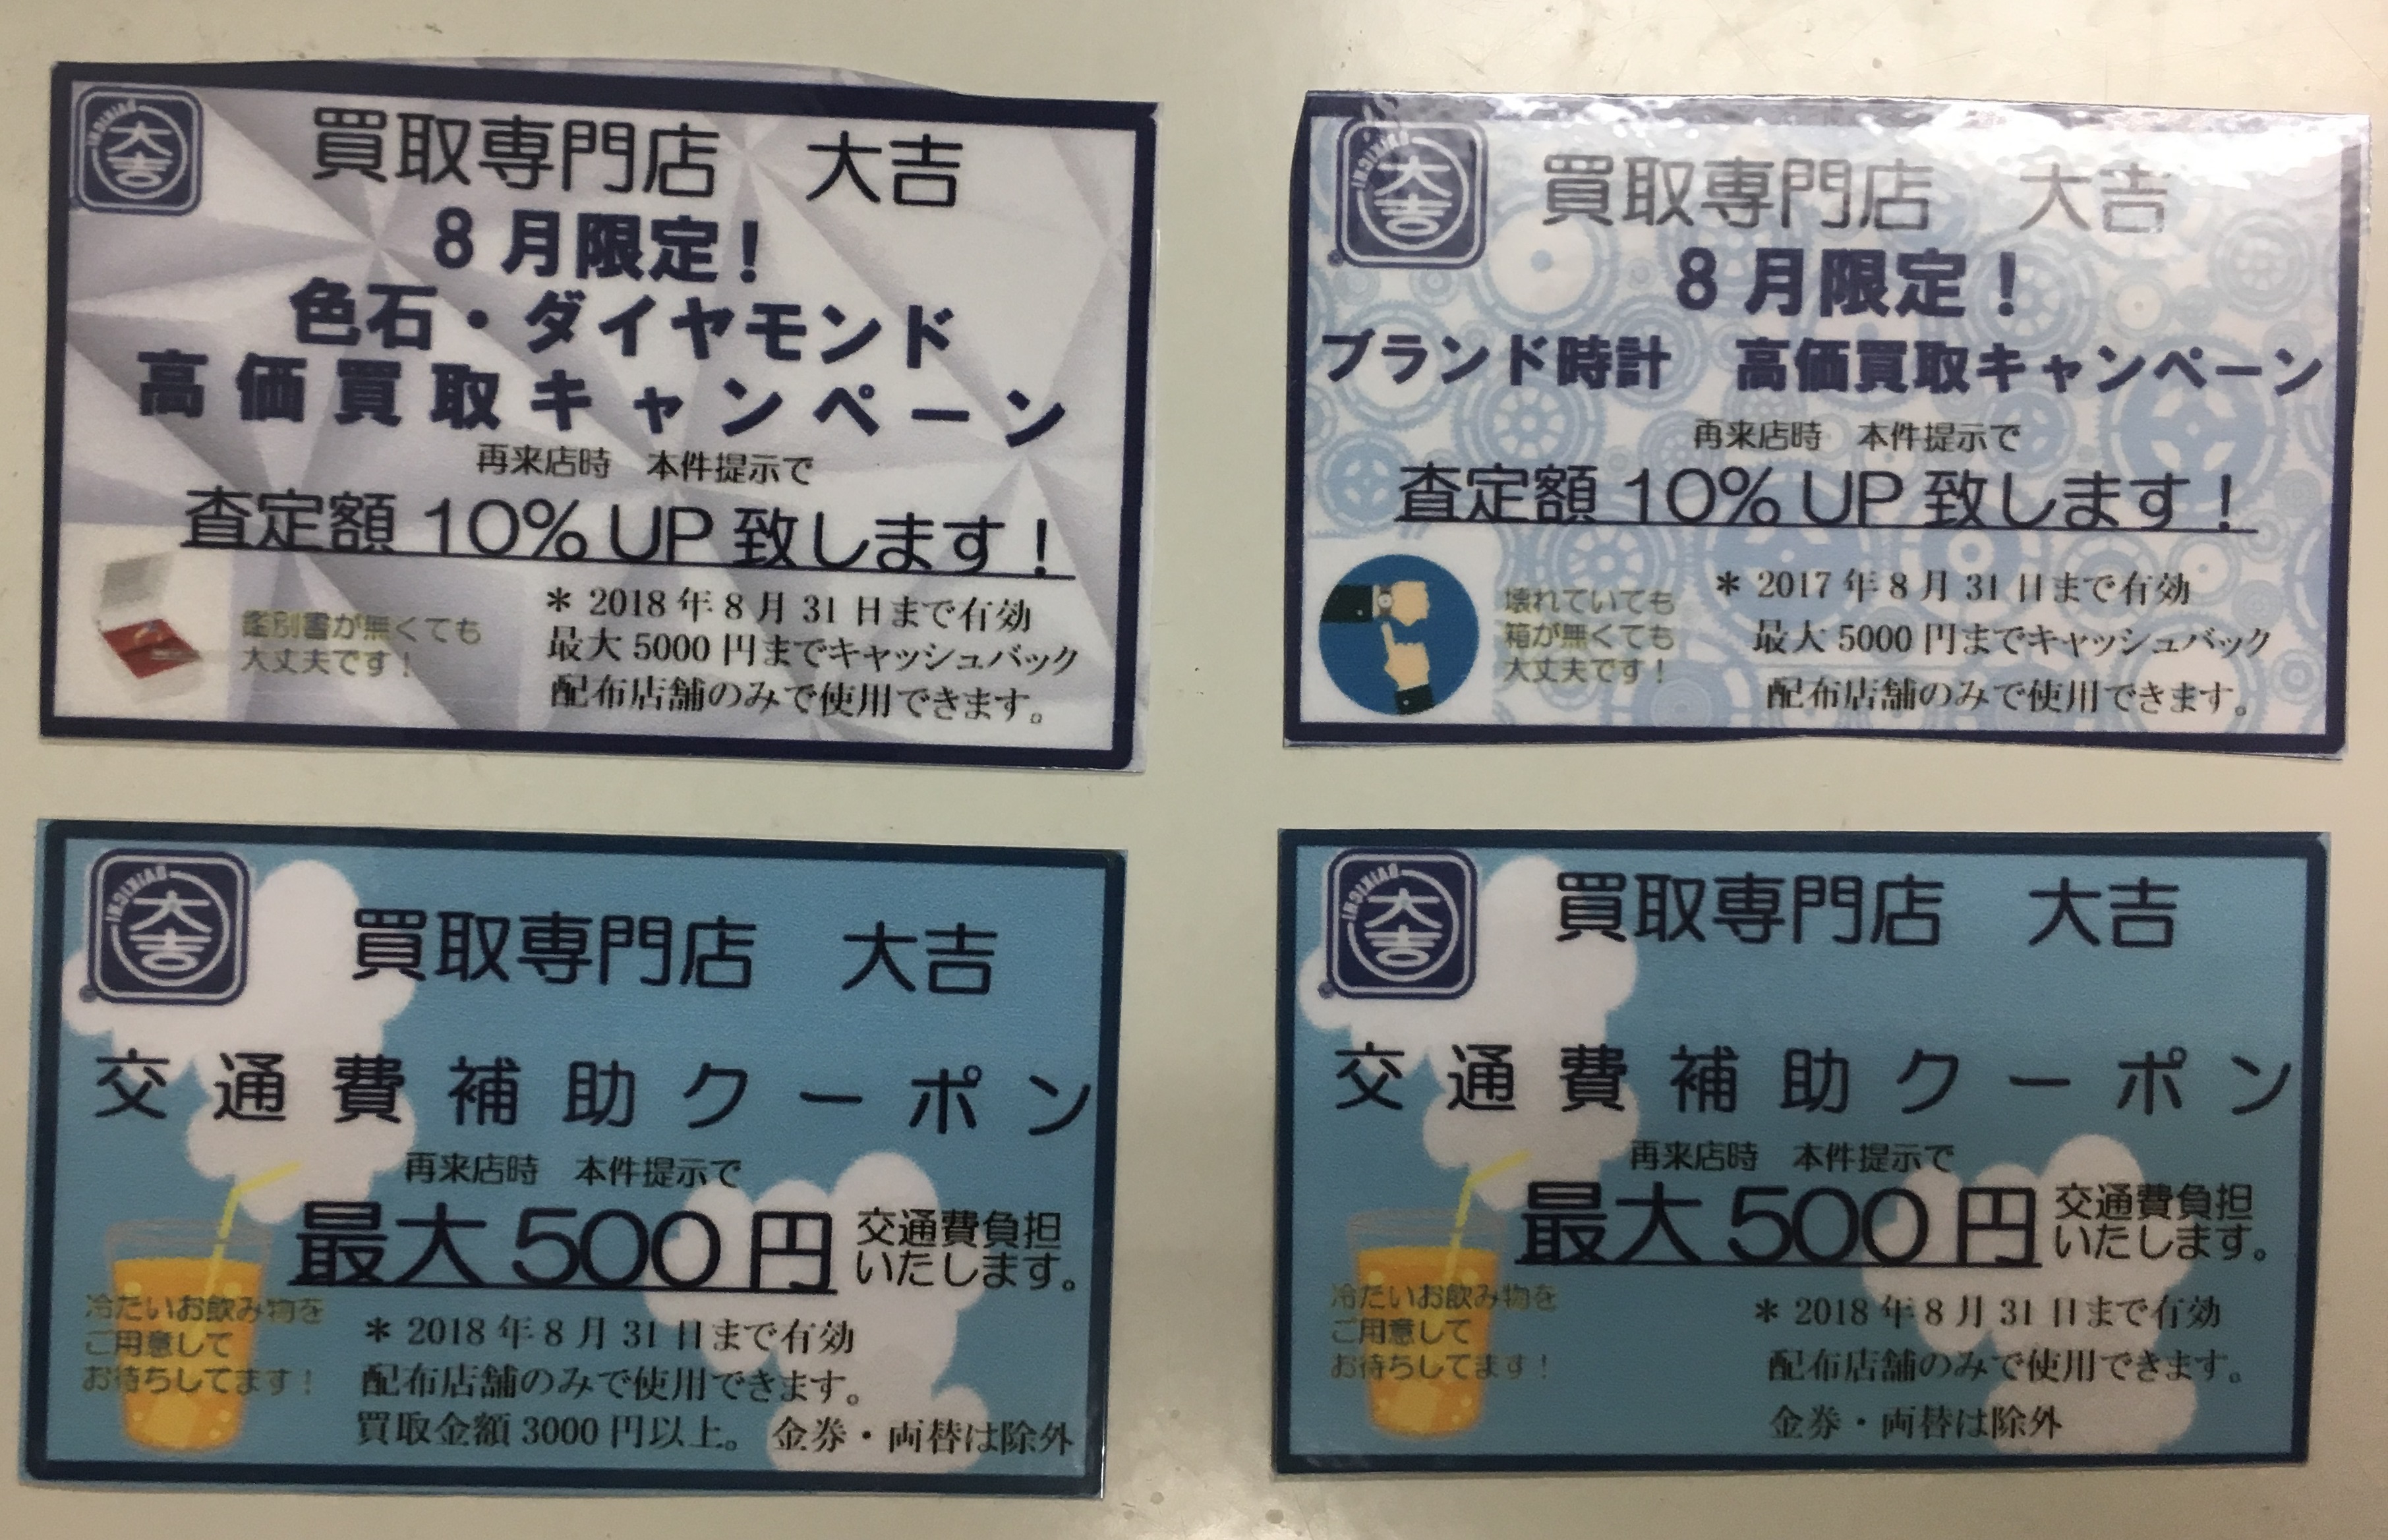 大吉
DAIKICHI
買取専門店　大吉
8月限定！
色石・ダイヤモンド
高価買取キャンペーン
再来店時　本件提示で
査定額 10% UP 致します！
鑑別書が無くても
大丈夫です！
＊2018年8月31日まで有効
最大5000円までキャッシュバック
配布店舗のみで使用できます。
大吉
DAIKICHI
買取専門店　大吉
8月限定！
ブランド時計　高価買取キャンペーン
再来店時　本件提示で
査定額 10% UP 致します！
壊れていても
箱が無くても
大丈夫です！
＊2017年8月31日まで有効
最大5000円までキャッシュバック
配布店舗のみで使用できます。
大吉
DAIKICHI
買取専門店　大吉
交通費補助クーポン
再来店時　本件提示で
最大500円 交通費負担
いたします。
冷たいお飲み物を
ご用意して
お待ちしてます！
＊2018年8月31日まで有効
配布店舗のみで使用できます。
買取金額3000円以上。金券・両替は除外
大吉
DAIKICHI
買取専門店　大吉
交通費補助クーポン
再来店時　本件提示で
最大500円 交通費負担
いたします。
冷たいお飲み物を
ご用意して
お待ちしてます！
＊2018年8月31日まで有効
配布店舗のみで使用できます。
金券・両替は除外